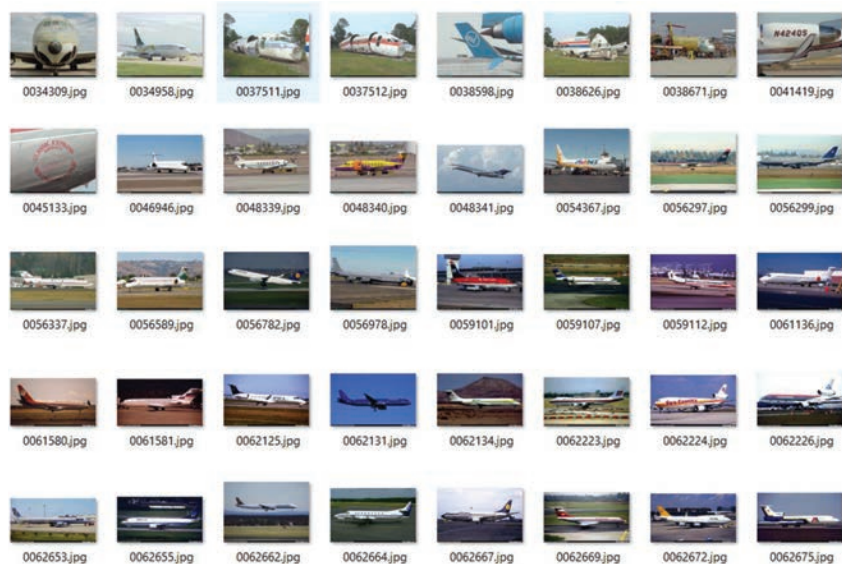 N424QS
0034309.jpg 0034958.jpg 0037511.jpg 0037512.jpg 0038598.jpg 0038626.jpg 0038671.jpg 0041419.jpg
0045133.jpg 0046946.jpg 0048339.jpg 0048340.jpg 0048341.jpg 0054367.jpg 0056297.jpg 0056299.jpg
0056337.jpg 0056589.jpg 0056782.jpg 0056978.jpg 0059101.jpg 0059107.jpg 0059112.jpg 0061136.jpg
0061580.jpg 0061581.jpg 0062125.jpg 0062131.jpg 0062134.jpg 0062223.jpg 0062224.jpg 0062226.jpg
0062653.jpg 0062655.jpg 0062662.jpg 0062664.jpg 0062667.jpg 0062669.jpg 0062672.jpg 0062675.jpg